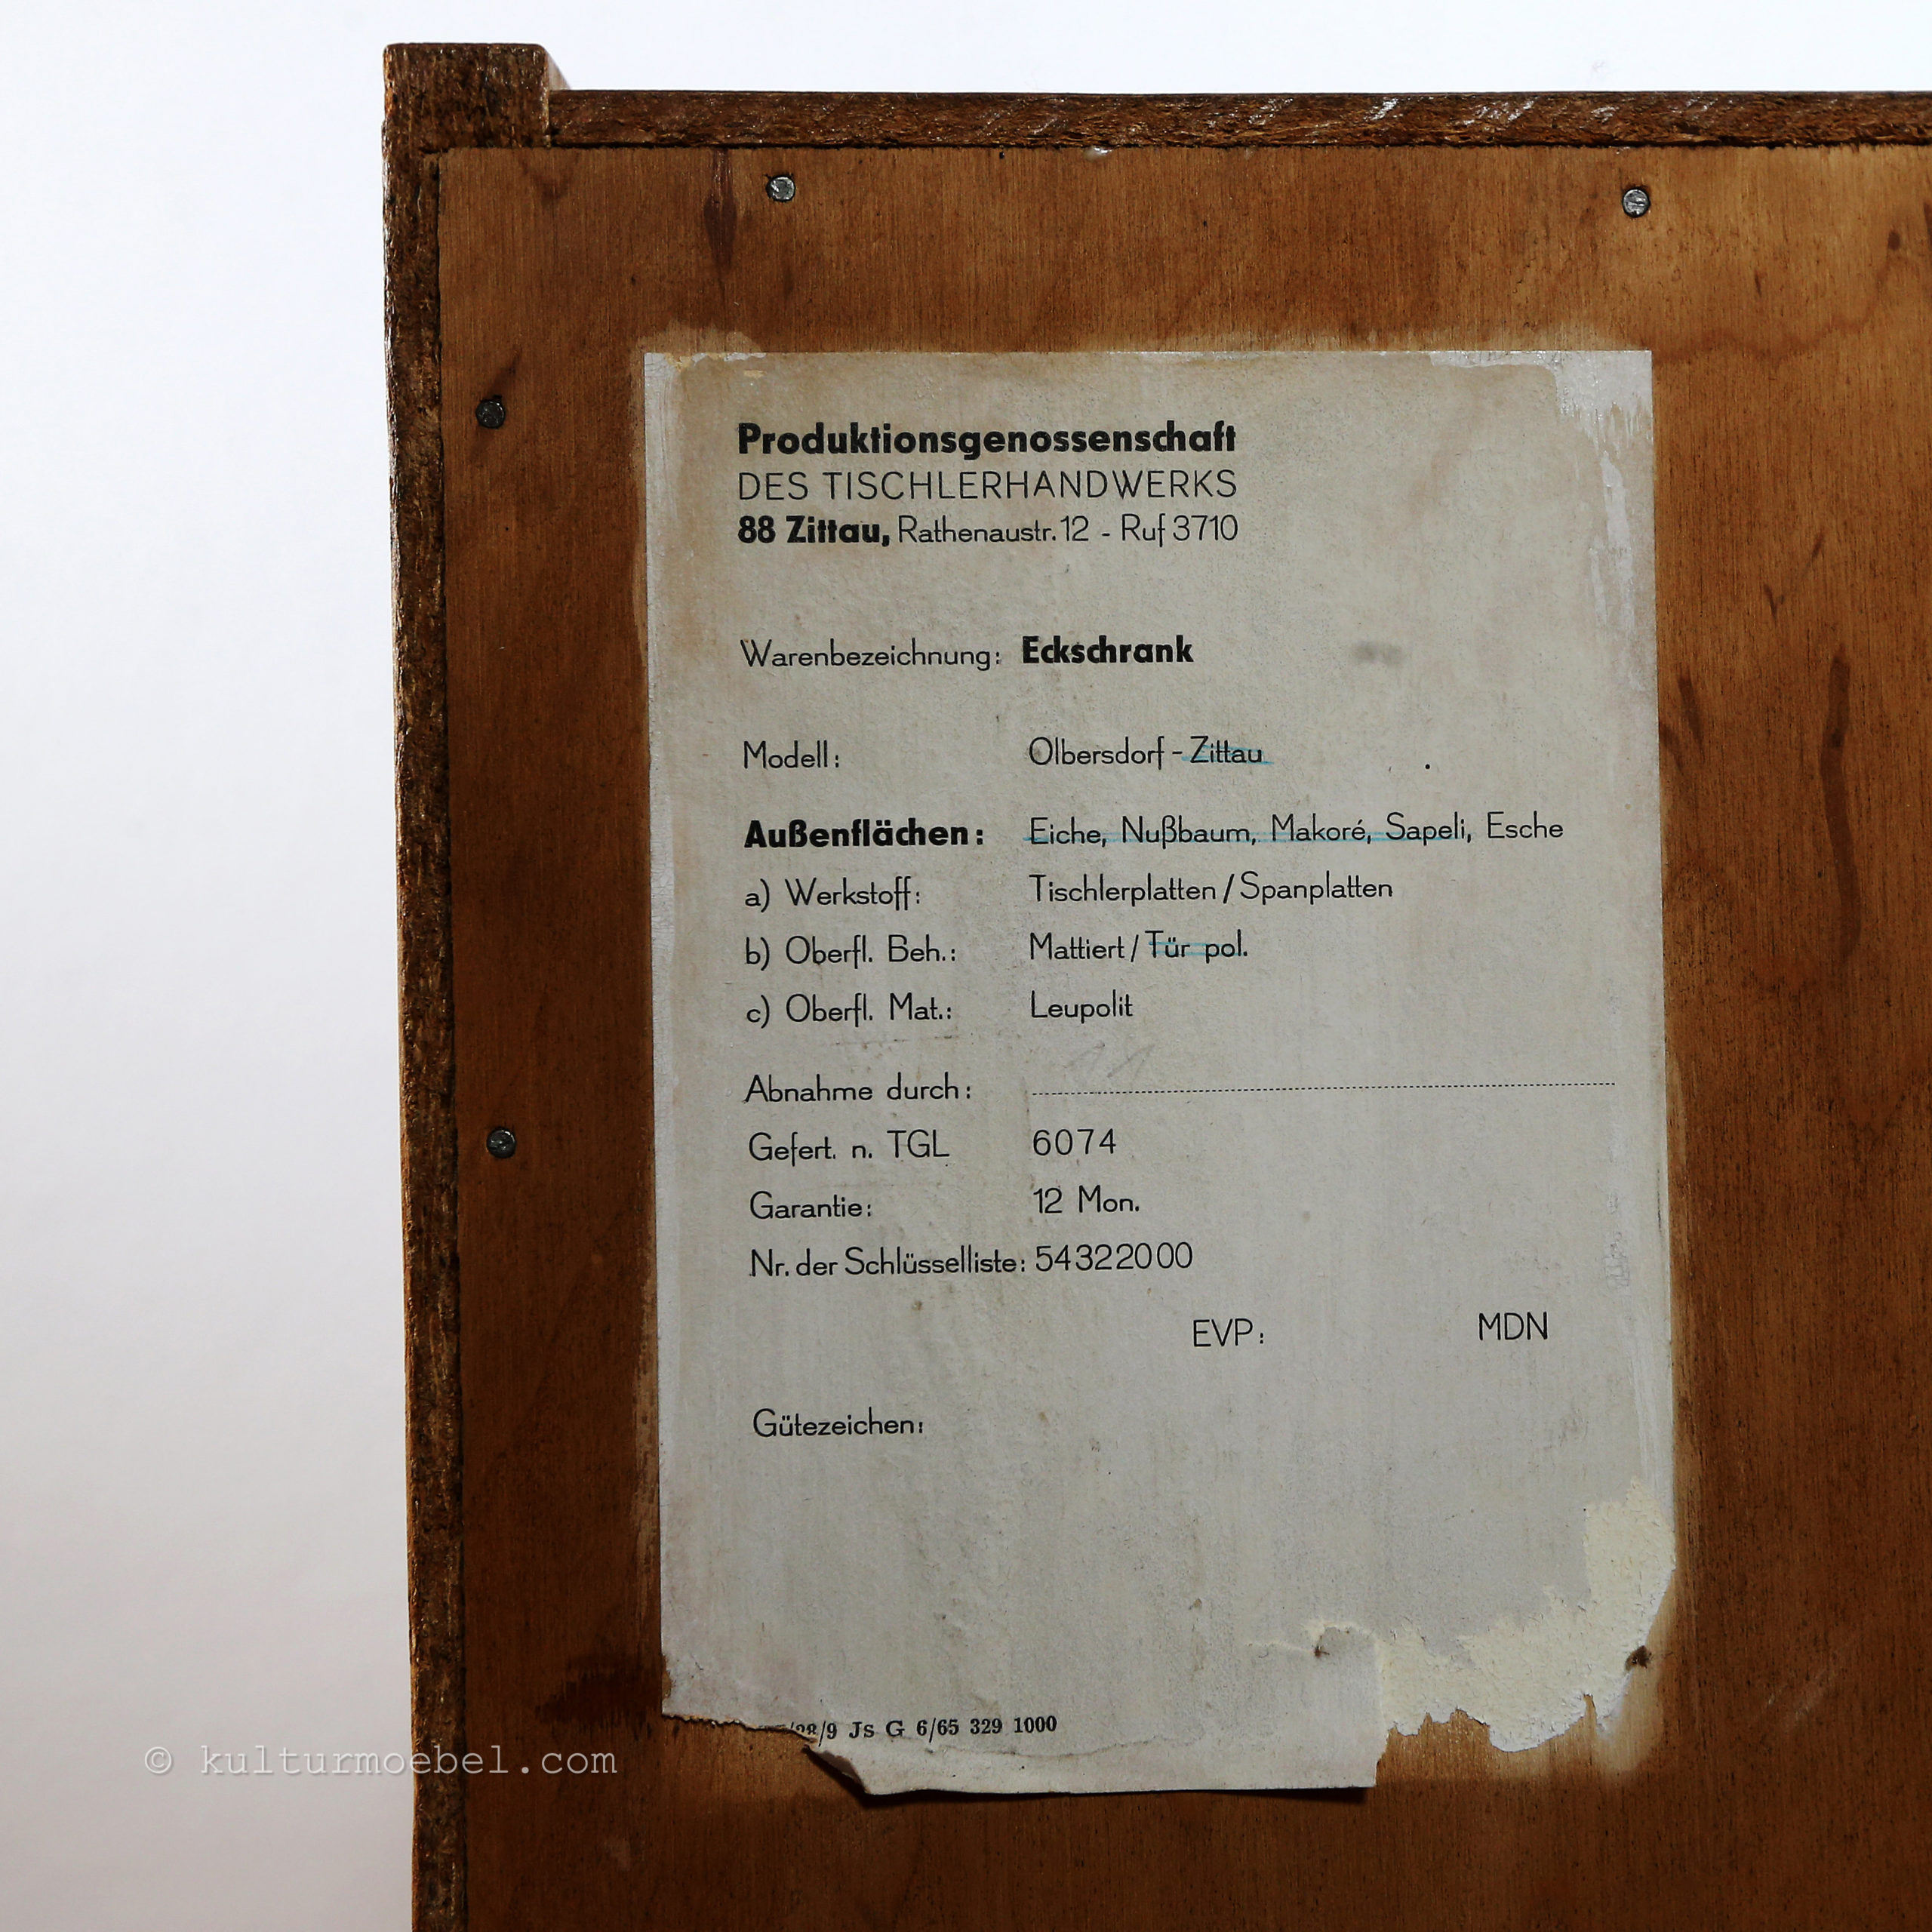 Produktionsgenossenschaft
DES TISCHLERHANDWERKS
88 Zittau, Rathenaustr. 12 - Ruf 3710
Warenbezeichnung: Eckschrank
Modell: Olbersdorf - Zittau
Außenflächen: Eiche, Nußbaum, Makoré, Sapeli, Esche
a) Werkstoff: Tischlerplatten / Spanplatten
b) Oberfl. Beh.: Mattiert / Tür pol.
c) Oberfl. Mat.: Leupolit
Abnahme durch:
Gefert. n. TGL 6074
Garantie: 12 Mon.
Nr. der Schlüsselliste: 54322000
EVP: MDN
Gütezeichen:
Js G 6/65 329 1000
© kulturmoebel.com